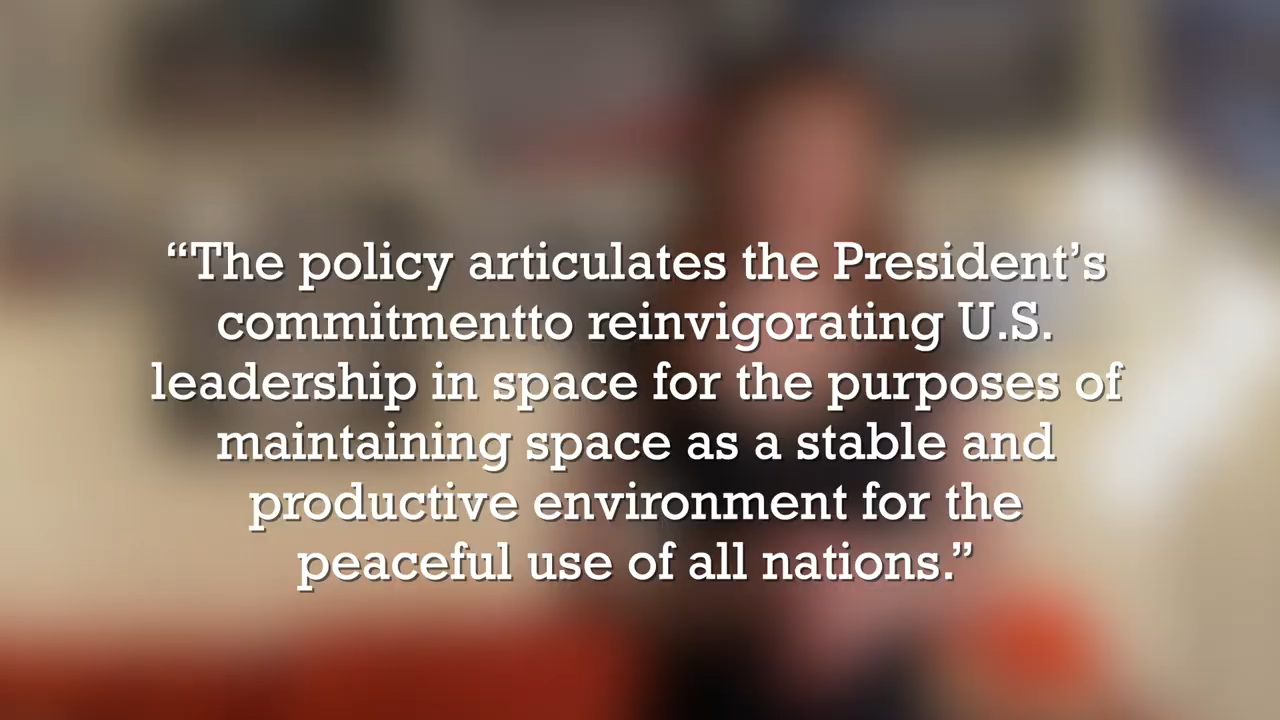 “The policy articulates the President’s
commitmentto reinvigorating U.S.
leadership in space for the purposes of
maintaining space as a stable and
productive environment for the
peaceful use of all nations.”